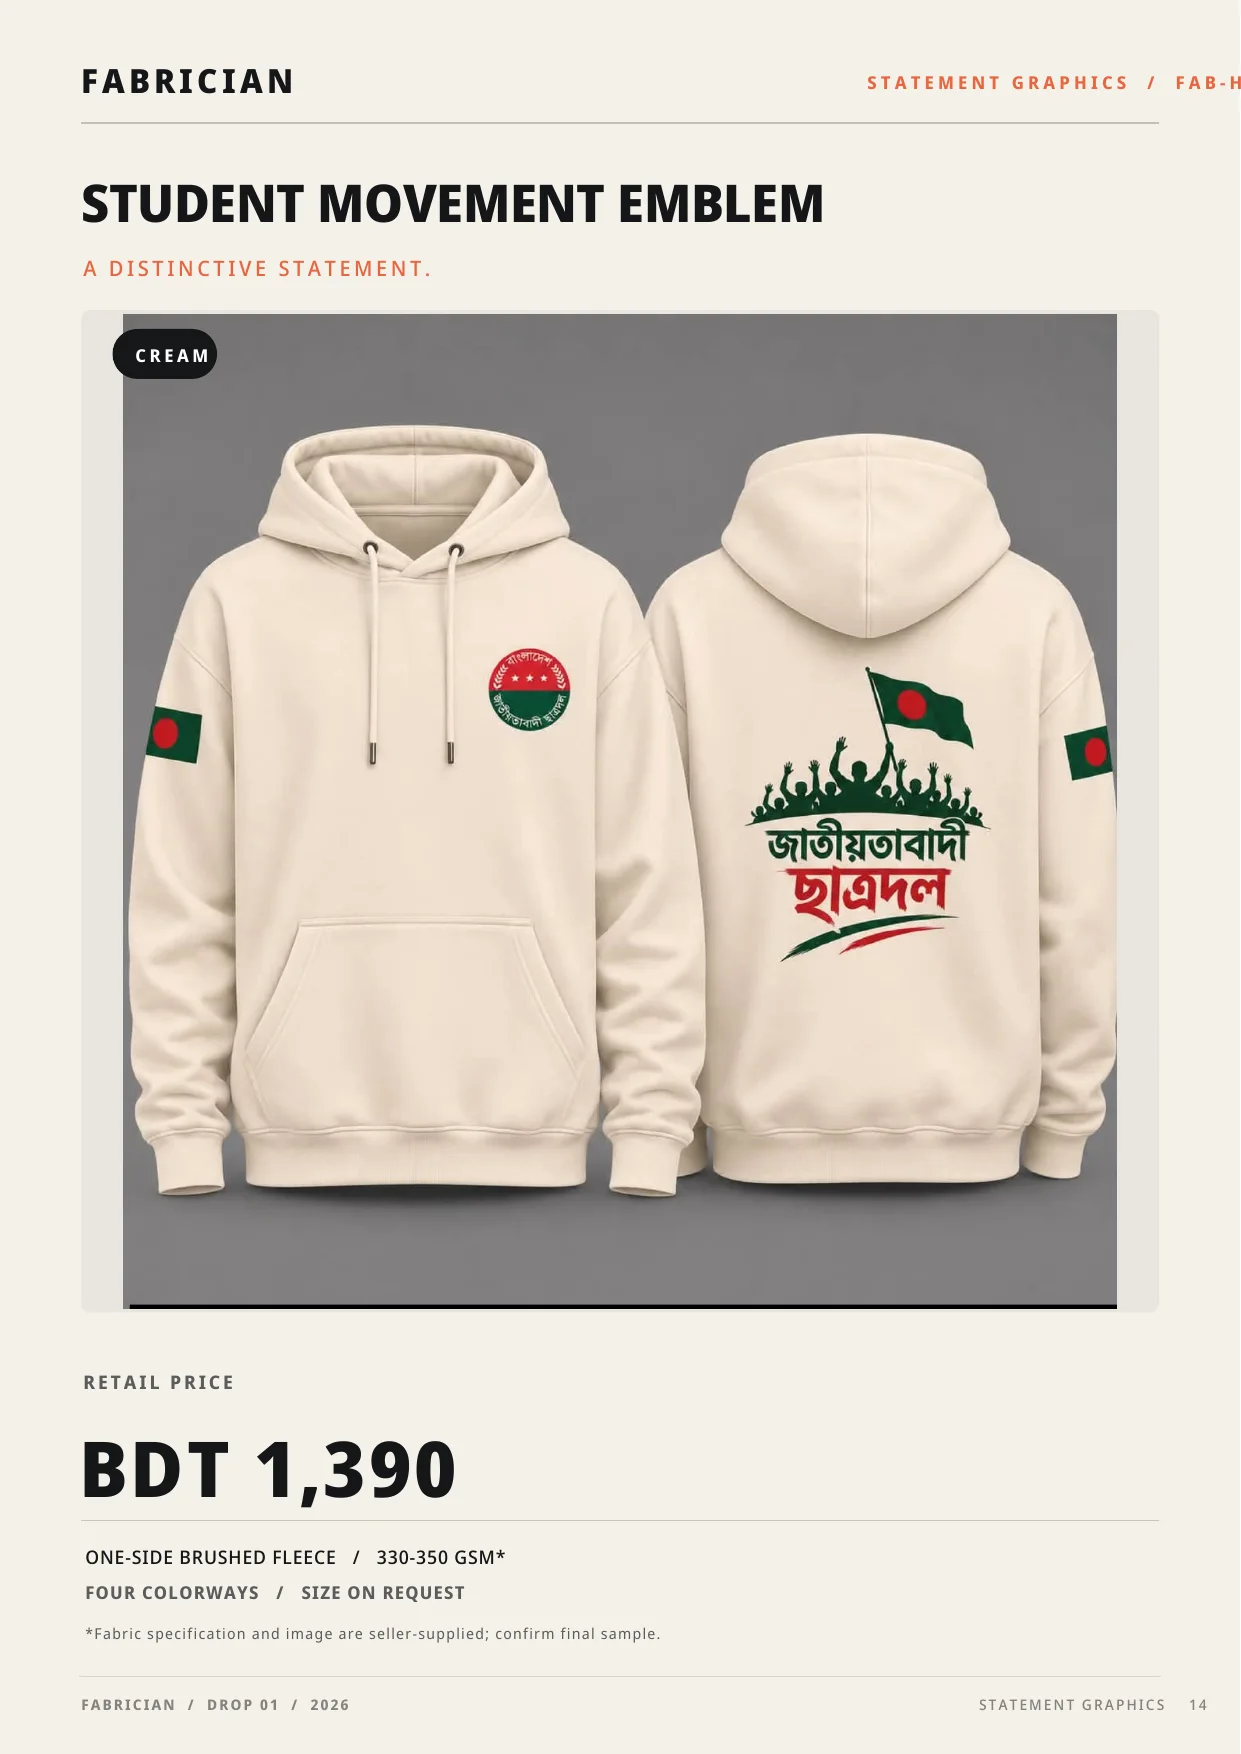 FABRICIAN
STATEMENT GRAPHICS / FAB-H
STUDENT MOVEMENT EMBLEM
A DISTINCTIVE STATEMENT.
CREAM
বাংলাদেশ
জাতীয়তাবাদী ছাত্রদল
জাতীয়তাবাদী
ছাত্রদল
RETAIL PRICE
BDT 1,390
ONE-SIDE BRUSHED FLEECE / 330-350 GSM*
FOUR COLORWAYS / SIZE ON REQUEST
*Fabric specification and image are seller-supplied; confirm final sample.
FABRICIAN / DROP 01 / 2026
STATEMENT GRAPHICS 14